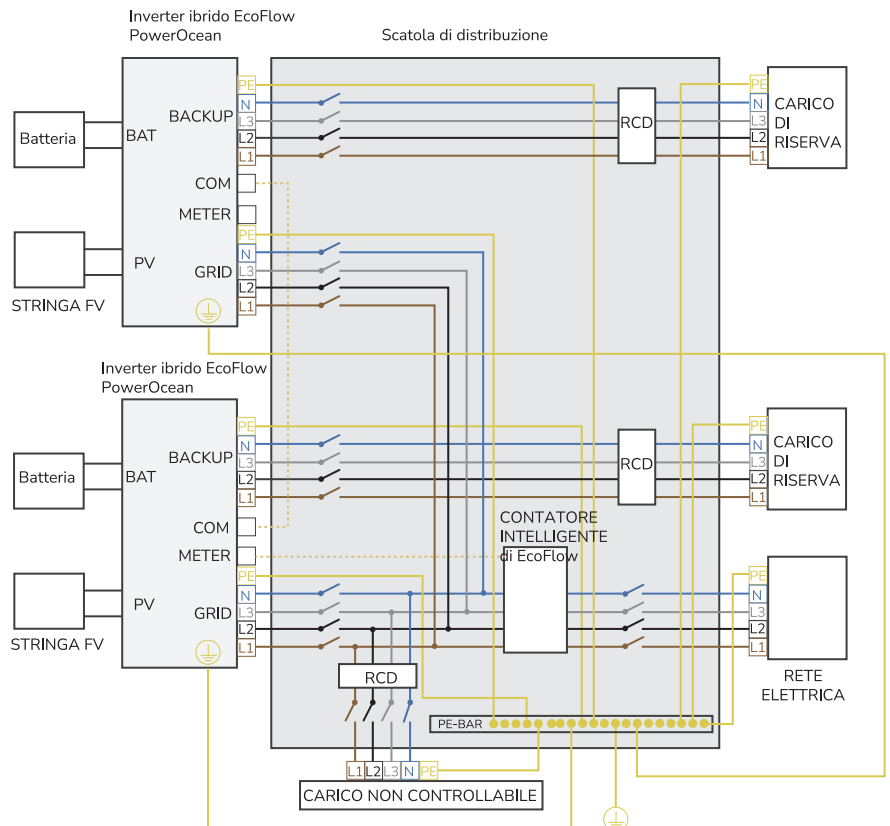 Inverter ibrido EcoFlow
PowerOcean
Scatola di distribuzione
PE
N
L3
L2
L1
BACKUP
BAT
Batteria
COM
METER
PE
N
L3
L2
L1
GRID
PV
STRINGA FV
RCD
PE
N
L3
L2
L1
CARICO
DI
RISERVA
Inverter ibrido EcoFlow
PowerOcean
PE
N
L3
L2
L1
BACKUP
BAT
Batteria
COM
METER
PE
N
L3
L2
L1
GRID
PV
STRINGA FV
RCD
PE
N
L3
L2
L1
CARICO
DI
RISERVA
CONTATORE
INTELLIGENTE
di EcoFlow
PE
N
L3
L2
L1
RETE
ELETTRICA
RCD
PE-BAR
L1 L2 L3 N PE
CARICO NON CONTROLLABILE